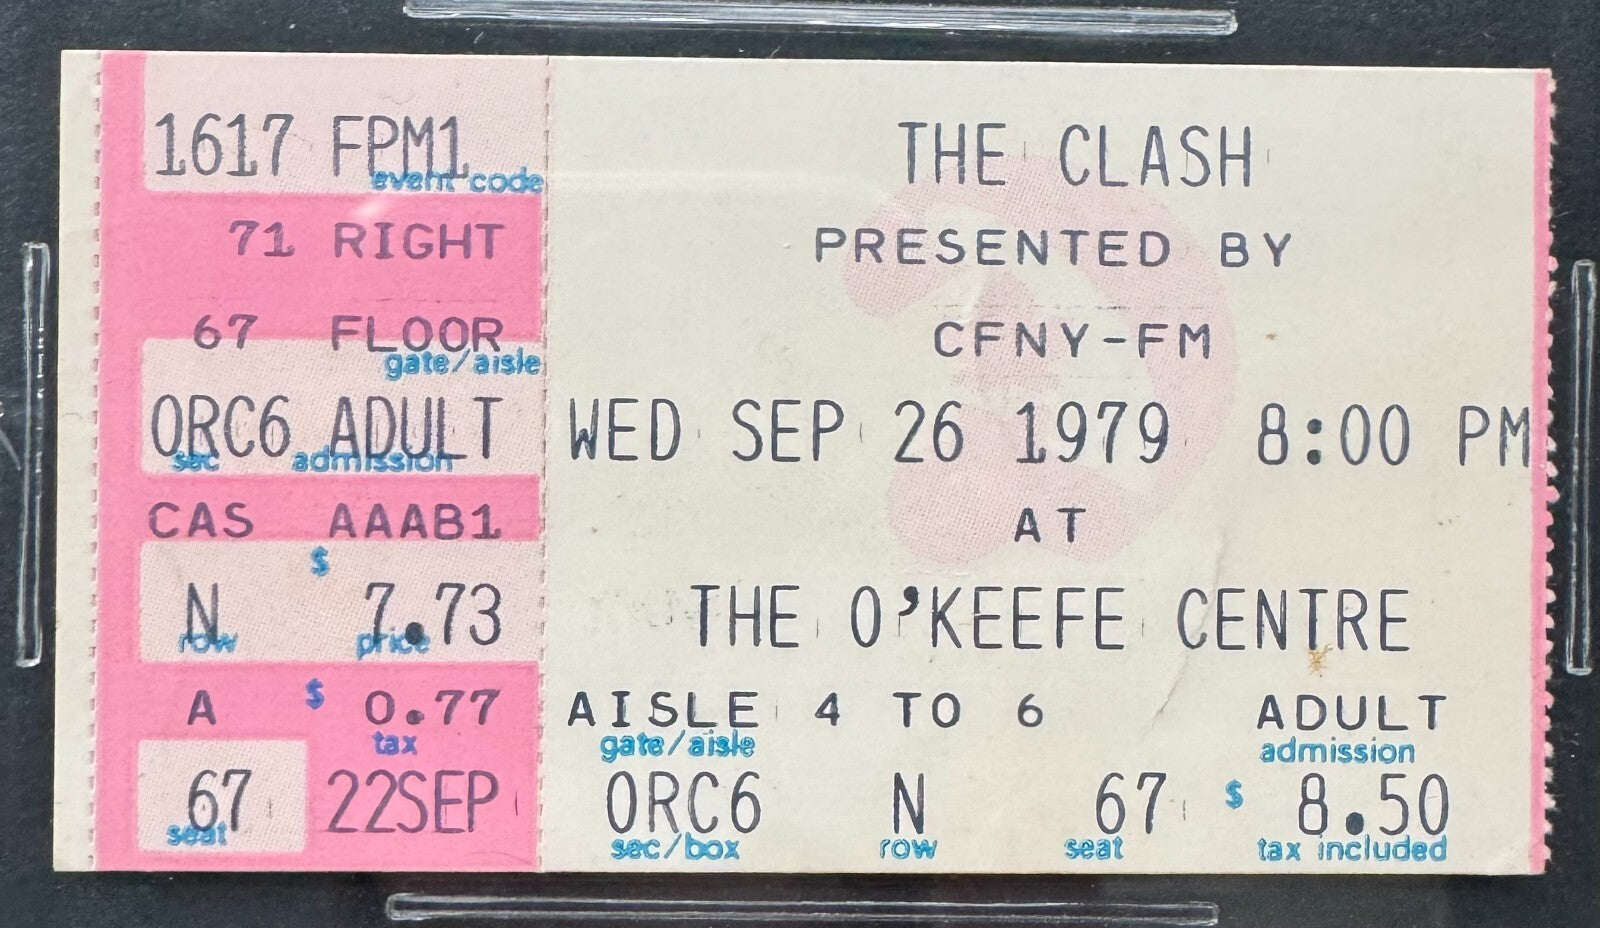 1617 FPM1
event code
71 RIGHT
67 FLOOR
gate/aisle
ORC6 ADULT
sec admission
CAS AAAB1
$
N 7.73
row price
A $ 0.77
tax
67 22SEP
seat
THE CLASH
PRESENTED BY
CFNY-FM
WED SEP 26 1979 8:00 PM
AT
THE O'KEEFE CENTRE
AISLE 4 TO 6 ADULT
gate/aisle admission
ORC6 N 67 $ 8.50
sec/box row seat tax included